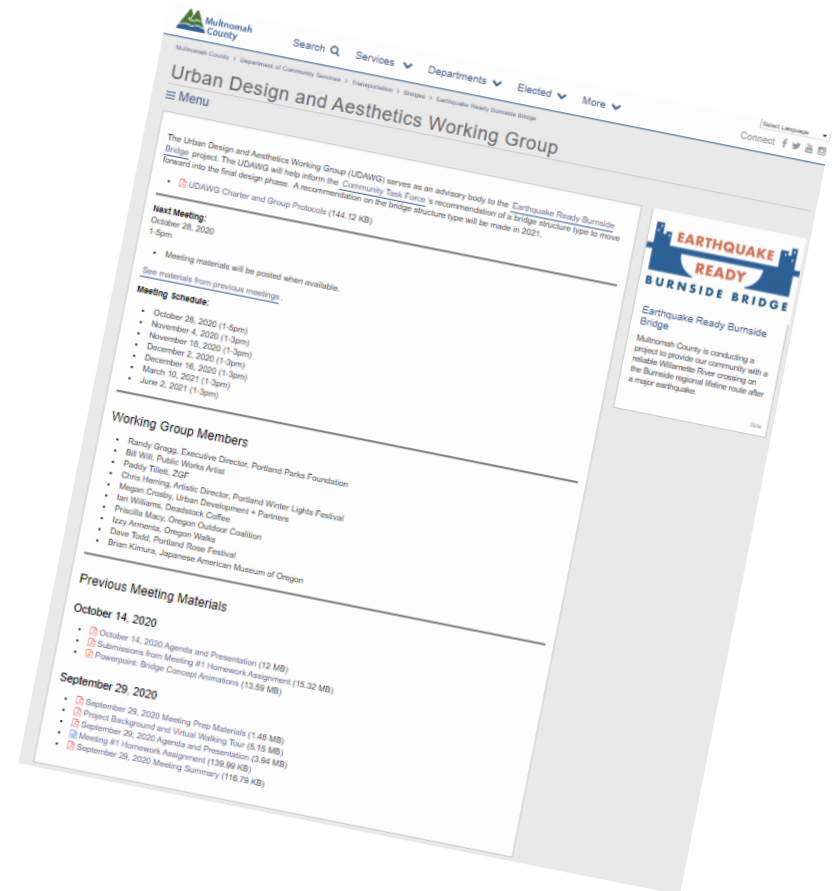 Multnomah
County
Search Services Departments Elected More
Select Language
Connect
Multnomah County > Department of Community Services > Transportation > Bridges > Earthquake Ready Burnside Bridge
Urban Design and Aesthetics Working Group
Menu
The Urban Design and Aesthetics Working Group (UDAWG) serves as an advisory body to the Earthquake Ready Burnside
Bridge project. The UDAWG will help inform the Community Task Force 's recommendation of a bridge structure type to move
forward into the final design phase. A recommendation on the bridge structure type will be made in 2021.
UDAWG Charter and Group Protocols (144.12 KB)
Next Meeting:
October 28, 2020
1-5pm
Meeting materials will be posted when available.
See materials from previous meetings.
Meeting Schedule:
October 28, 2020 (1-5pm)
November 4, 2020 (1-3pm)
November 16, 2020 (1-3pm)
December 2, 2020 (1-3pm)
December 16, 2020 (1-3pm)
March 10, 2021 (1-3pm)
June 2, 2021 (1-3pm)
Working Group Members
Randy Gragg, Executive Director, Portland Parks Foundation
Bill Will, Public Works Artist
Paddy Tillett, ZGF
Chris Herring, Artistic Director, Portland Winter Lights Festival
Megan Crosby, Urban Development + Partners
Ian Williams, Deadstock Coffee
Priscilla Macy, Oregon Outdoor Coalition
Izzy Armenta, Oregon Walks
Dave Todd, Portland Rose Festival
Brian Kimura, Japanese American Museum of Oregon
Previous Meeting Materials
October 14, 2020
October 14, 2020 Agenda and Presentation (12 MB)
Submissions from Meeting #1 Homework Assignment (15.32 MB)
Powerpoint: Bridge Concept Animations (13.59 MB)
September 29, 2020
September 29, 2020 Meeting Prep Materials (1.48 MB)
Project Background and Virtual Walking Tour (5.15 MB)
September 29, 2020 Agenda and Presentation (3.94 MB)
Meeting #1 Homework Assignment (139.99 KB)
September 29, 2020 Meeting Summary (116.79 KB)
EARTHQUAKE
READY
BURNSIDE BRIDGE
Earthquake Ready Burnside
Bridge
Multnomah County is conducting a
project to provide our community with a
reliable Willamette River crossing on
the Burnside regional lifeline route after
a major earthquake.
Site